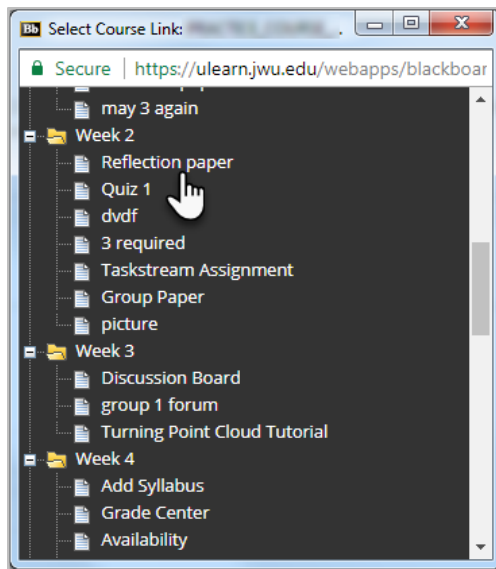 Bb Select Course Link:
Secure | https://ulearn.jwu.edu/webapps/blackboar
may 3 again
Week 2
Reflection paper
Quiz 1
dvdf
3 required
Taskstream Assignment
Group Paper
picture
Week 3
Discussion Board
group 1 forum
Turning Point Cloud Tutorial
Week 4
Add Syllabus
Grade Center
Availability